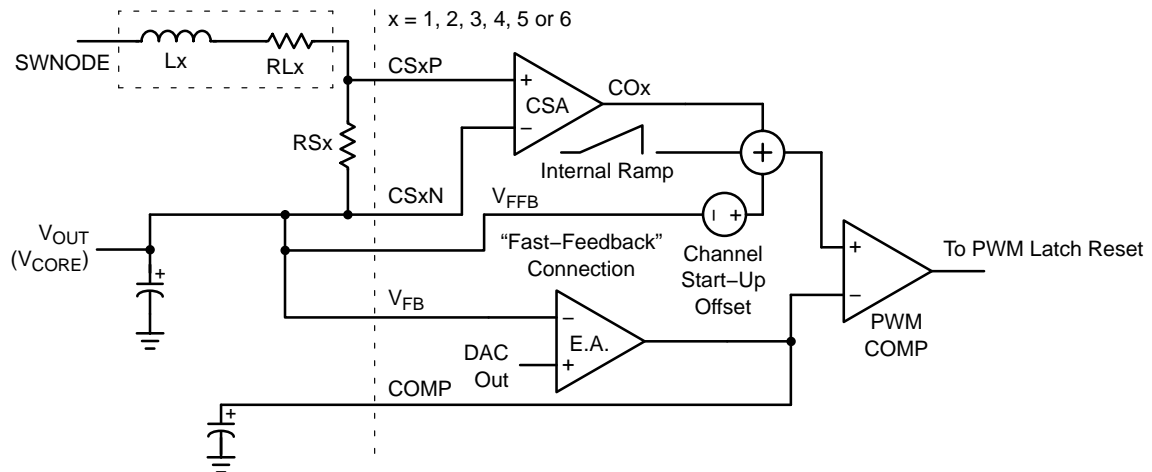 x = 1, 2, 3, 4, 5 or 6
SWNODE
Lx
RLx
CSxP
+
CSA
−
COx
RSx
Internal Ramp
+
CSxN
VFFB
− +
VOUT
(VCORE)
+
“Fast−Feedback”
Connection
Channel
Start−Up
Offset
+
−
To PWM Latch Reset
PWM
COMP
VFB
−
E.A.
+
DAC
Out
COMP
+